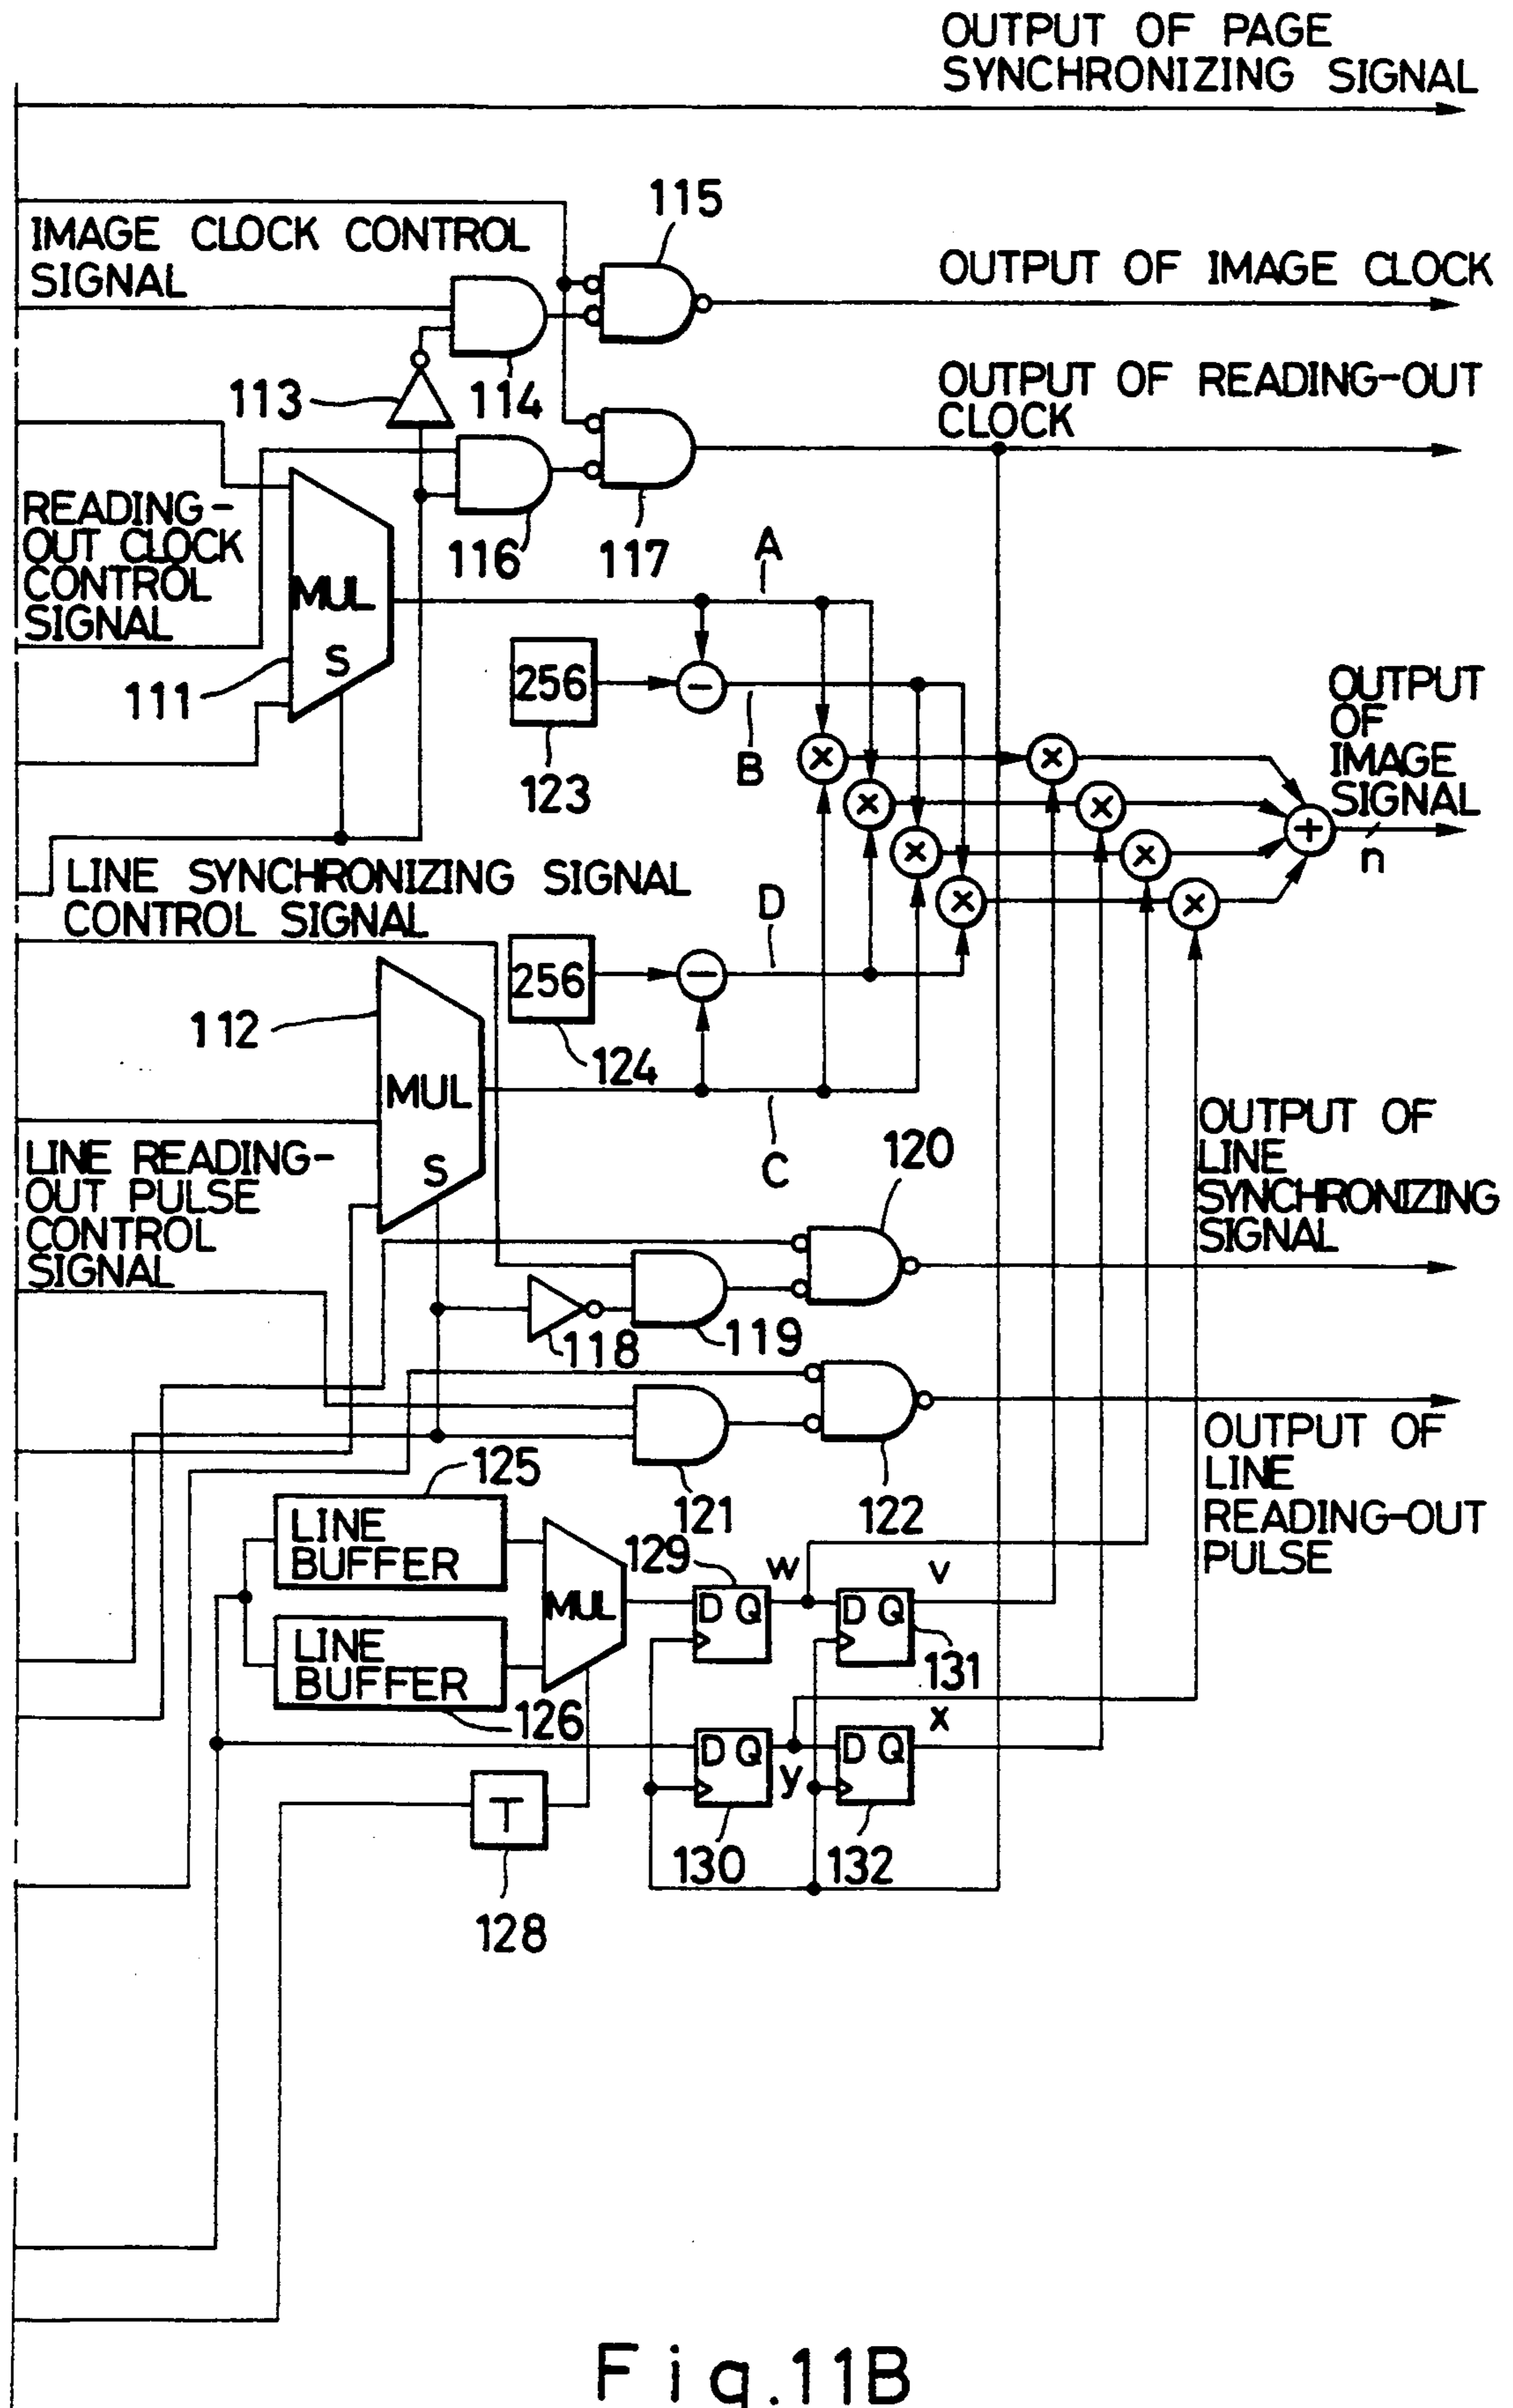 OUTPUT OF PAGE
SYNCHRONIZING SIGNAL
115
IMAGE CLOCK CONTROL
SIGNAL
OUTPUT OF IMAGE CLOCK
113
114
OUTPUT OF READING-OUT
CLOCK
READING-
OUT CLOCK
CONTROL
SIGNAL
116
117
A
MUL
S
111
256
123
B
OUTPUT
OF
IMAGE
SIGNAL
n
LINE SYNCHRONIZING SIGNAL
CONTROL SIGNAL
D
256
124
112
MUL
S
C
120
OUTPUT OF
LINE
SYNCHRONIZING
SIGNAL
LINE READING-
OUT PULSE
CONTROL
SIGNAL
118
119
125
121
122
OUTPUT OF
LINE
READING-OUT
PULSE
LINE
BUFFER
MUL
129
w
v
D Q
D Q
131
LINE
BUFFER
126
x
D Q
y
D Q
T
130
132
128
Fig.11B